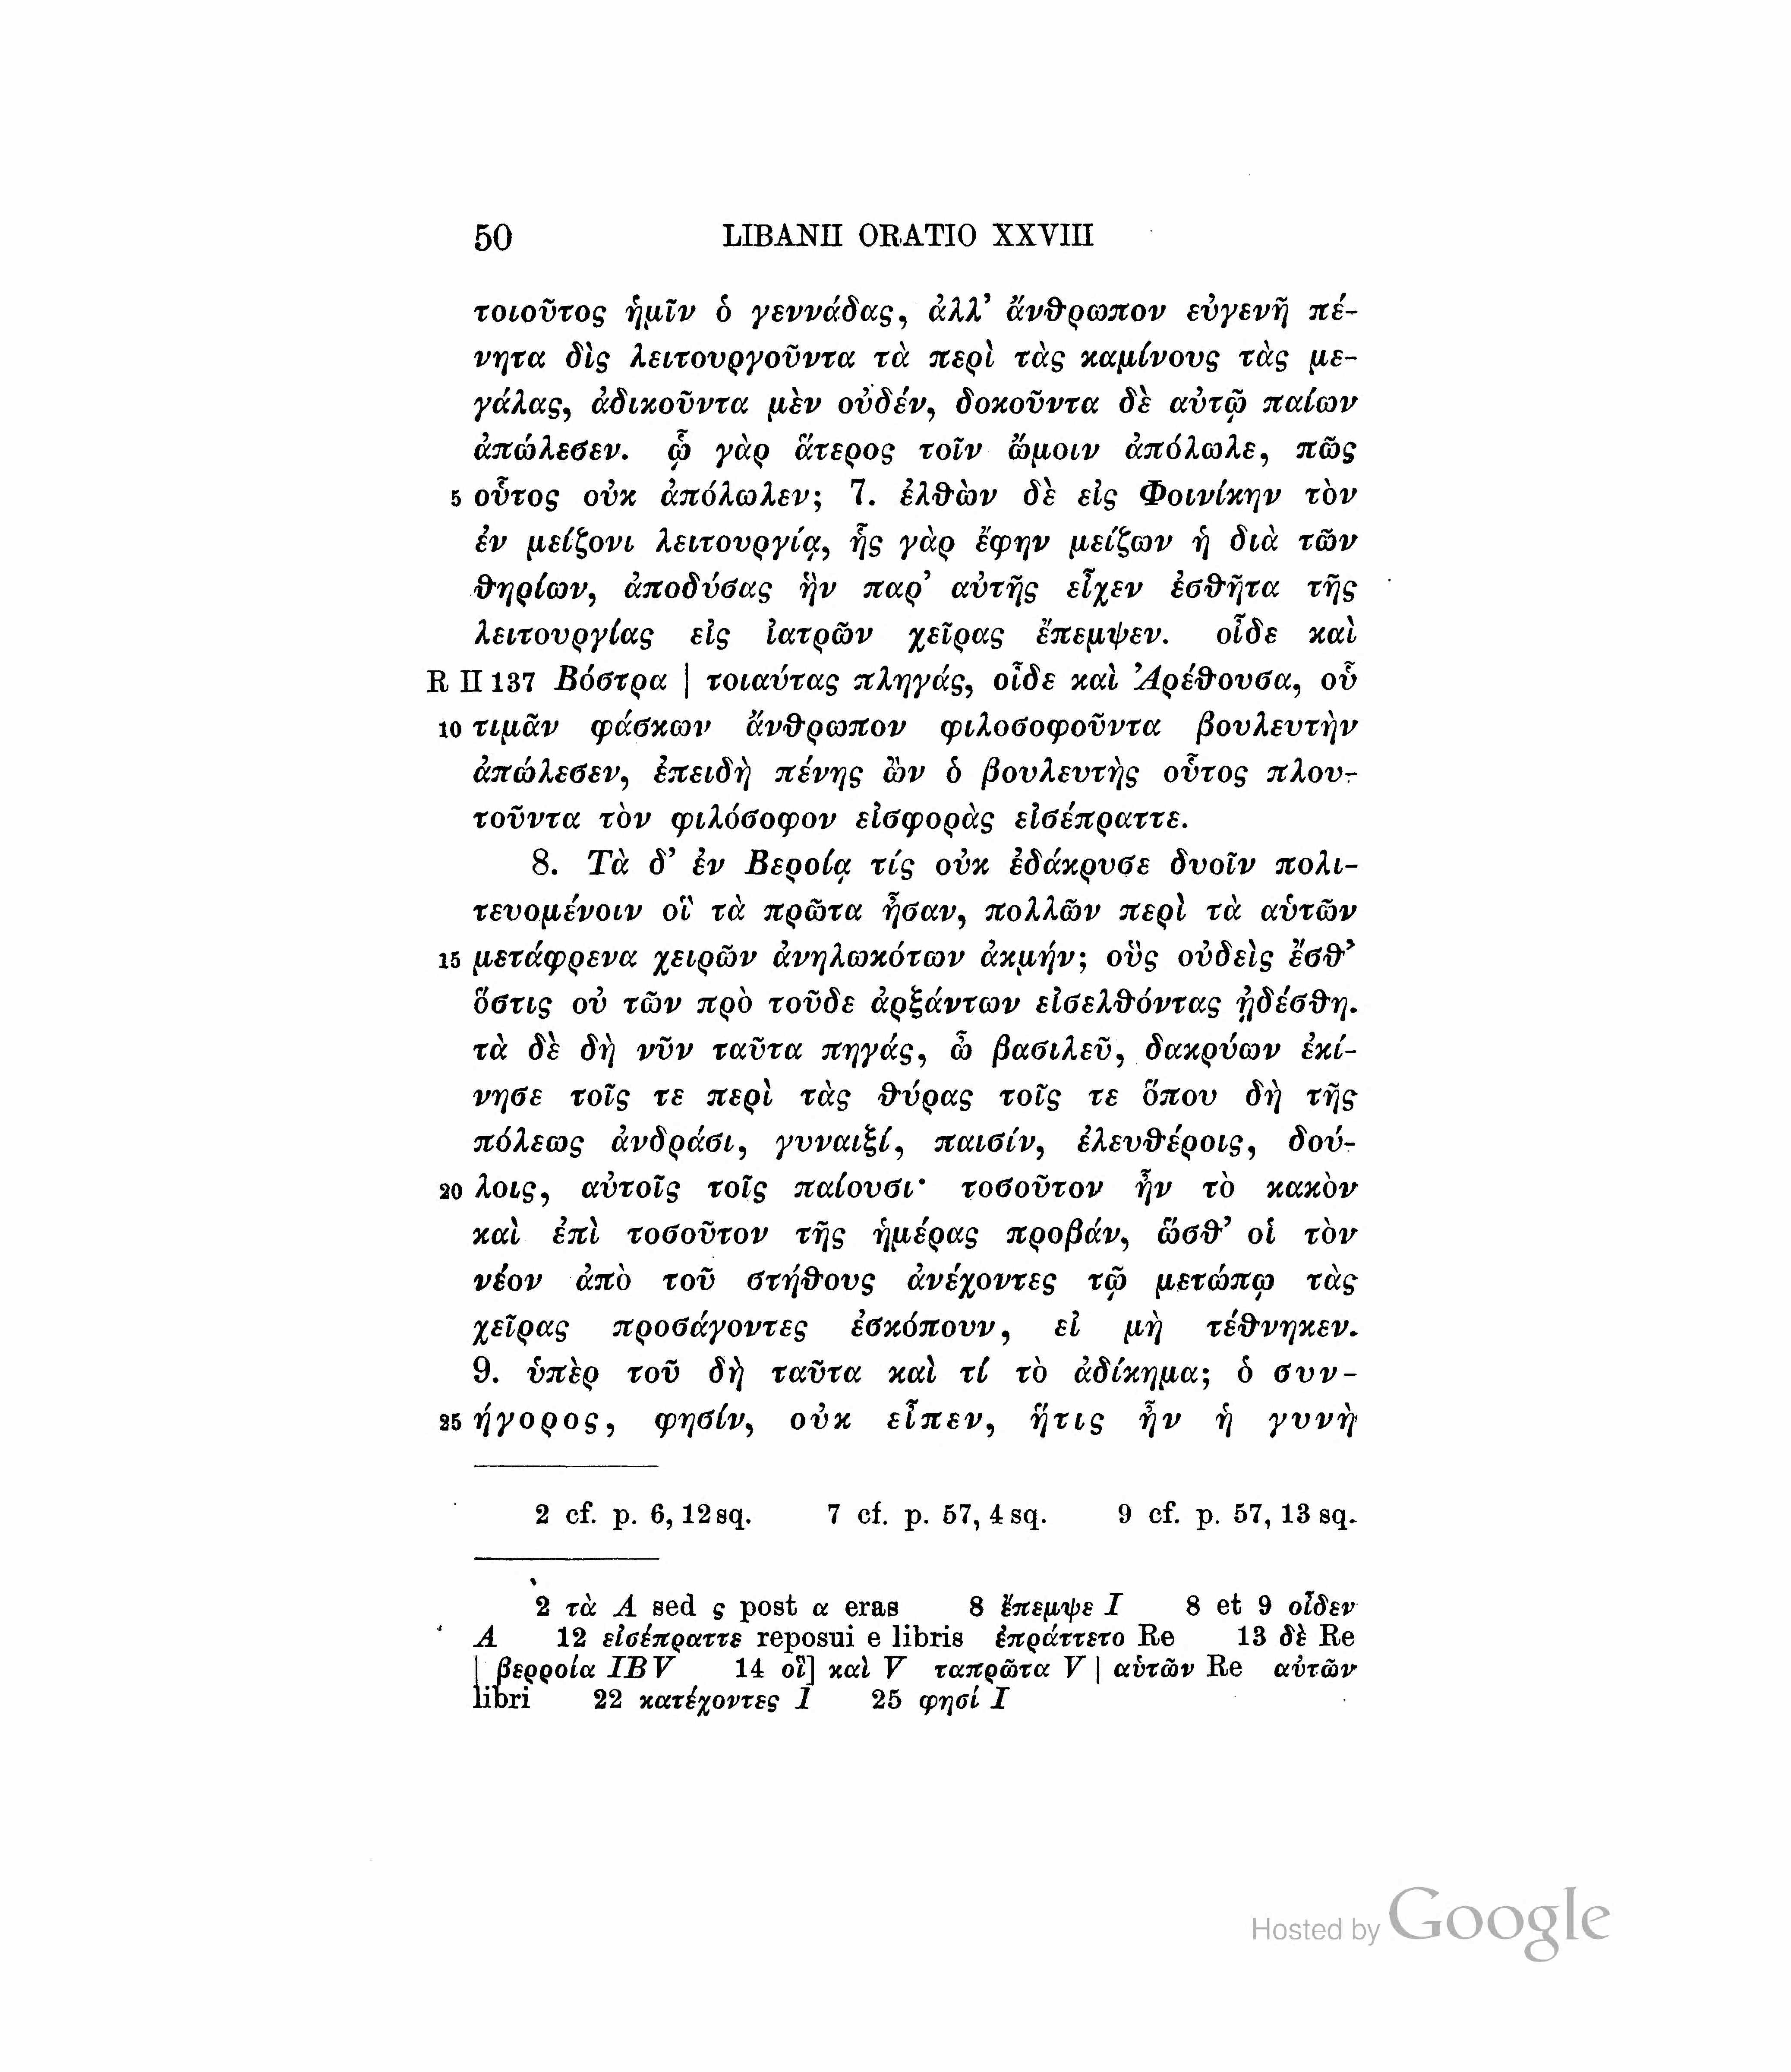 50 LIBANII ORATIO XXVIII
τοιοῦτος ἡμῖν ὁ γεννάδας, ἀλλ’ ἄνθρωπον εὐγενῆ πέ-
νητα δὶς λειτουργοῦντα τὰ περὶ τὰς καμίνους τὰς με-
γάλας, ἀδικοῦντα μὲν οὐδέν, δοκοῦντα δὲ αὐτῷ παίων
ἀπώλεσεν. ᾧ γὰρ ἅτερος τοῖν ὤμοιν ἀπόλωλε, πῶς
5 οὗτος οὐκ ἀπόλωλεν; 7. ἐλθὼν δὲ εἰς Φοινίκην τὸν
ἐν μείζονι λειτουργίᾳ, ἧς γὰρ ἔφην μείζων ἡ διὰ τῶν
θηρίων, ἀποδύσας ἣν παρ’ αὐτῆς εἶχεν ἐσθῆτα τῆς
λειτουργίας εἰς ἰατρῶν χεῖρας ἔπεμψεν. οἶδε καὶ
R II 137 Βόστρα | τοιαύτας πληγάς, οἶδε καὶ Ἀρέθουσα, οὗ
10 τιμᾶν φάσκων ἄνθρωπον φιλοσοφοῦντα βουλευτὴν
ἀπώλεσεν, ἐπειδὴ πένης ὢν ὁ βουλευτὴς οὗτος πλου-
τοῦντα τὸν φιλόσοφον εἰσφορὰς εἰσέπραττε.
8. Τὰ δ’ ἐν Βεροίᾳ τίς οὐκ ἐδάκρυσε δυοῖν πολι-
τευομένοιν οἳ τὰ πρῶτα ἦσαν, πολλῶν περὶ τὰ αὑτῶν
15 μετάφρενα χειρῶν ἀνηλωκότων ἀκμήν; οὓς οὐδεὶς ἔσθ’
ὅστις οὐ τῶν πρὸ τοῦδε ἀρξάντων εἰσελθόντας ᾐδέσθη.
τὰ δὲ δὴ νῦν ταῦτα πηγάς, ὦ βασιλεῦ, δακρύων ἐκί-
νησε τοῖς τε περὶ τὰς θύρας τοῖς τε ὅπου δὴ τῆς
πόλεως ἀνδράσι, γυναιξί, παισίν, ἐλευθέροις, δού-
20 λοις, αὐτοῖς τοῖς παίουσι· τοσοῦτον ἦν τὸ κακὸν
καὶ ἐπὶ τοσοῦτον τῆς ἡμέρας προβάν, ὥσθ’ οἱ τὸν
νέον ἀπὸ τοῦ στήθους ἀνέχοντες τῷ μετώπῳ τὰς
χεῖρας προσάγοντες ἐσκόπουν, εἰ μὴ τέθνηκεν.
9. ὑπὲρ τοῦ δὴ ταῦτα καὶ τί τὸ ἀδίκημα; ὁ συν-
25 ήγορος, φησίν, οὐκ εἶπεν, ἥτις ἦν ἡ γυνὴ
2 cf. p. 6, 12 sq. 7 cf. p. 57, 4 sq. 9 cf. p. 57, 13 sq.
2 τὰ A sed ς post α eras 8 ἔπεμψε I 8 et 9 οἶδεν
A 12 εἰσέπραττε reposui e libris ἐπράττετο Re 13 δὲ Re
| βερροία IBV 14 οἳ] καὶ V ταπρῶτα V | αὑτῶν Re αὐτῶν
libri 22 κατέχοντες I 25 φησί I
Hosted by Google